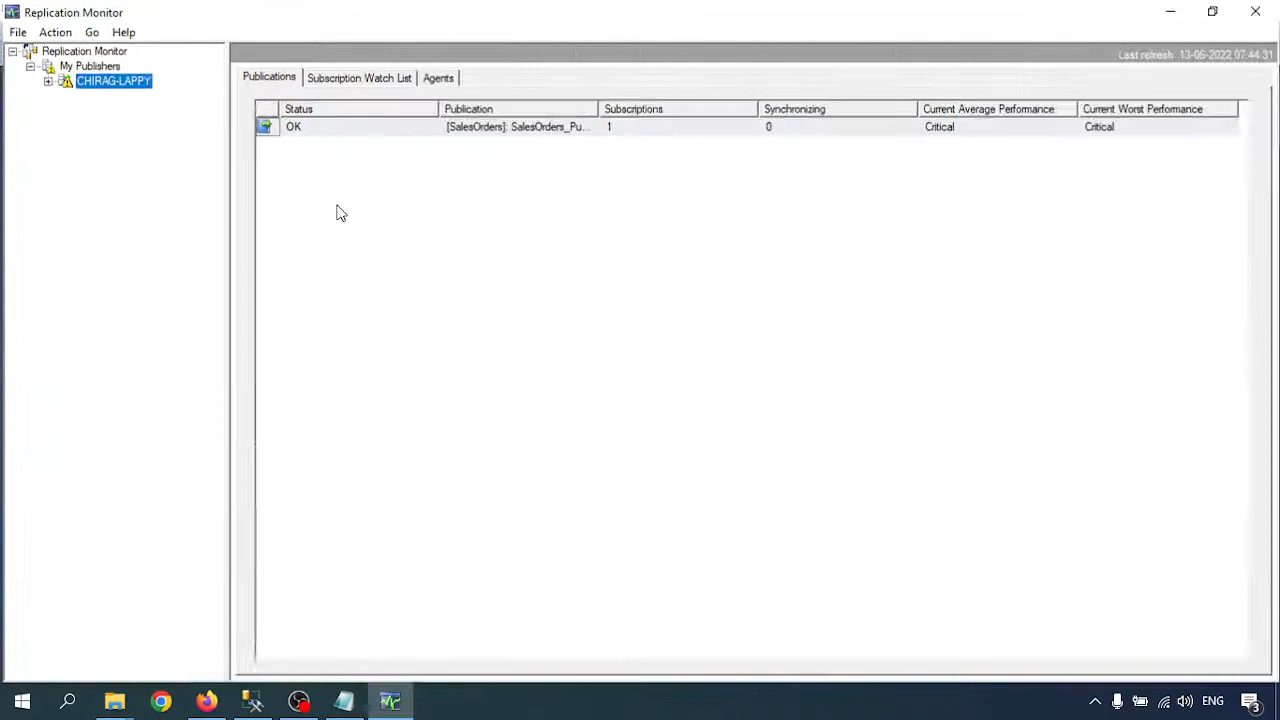 Replication Monitor
File Action Go Help
Replication Monitor
My Publishers
CHIRAG-LAPPY
Last refresh 13-06-2022 07:44:31
Publications Subscription Watch List Agents
Status Publication Subscriptions Synchronizing Current Average Performance Current Worst Performance
OK [SalesOrders]: SalesOrders_Pu... 1 0 Critical Critical
ENG
3